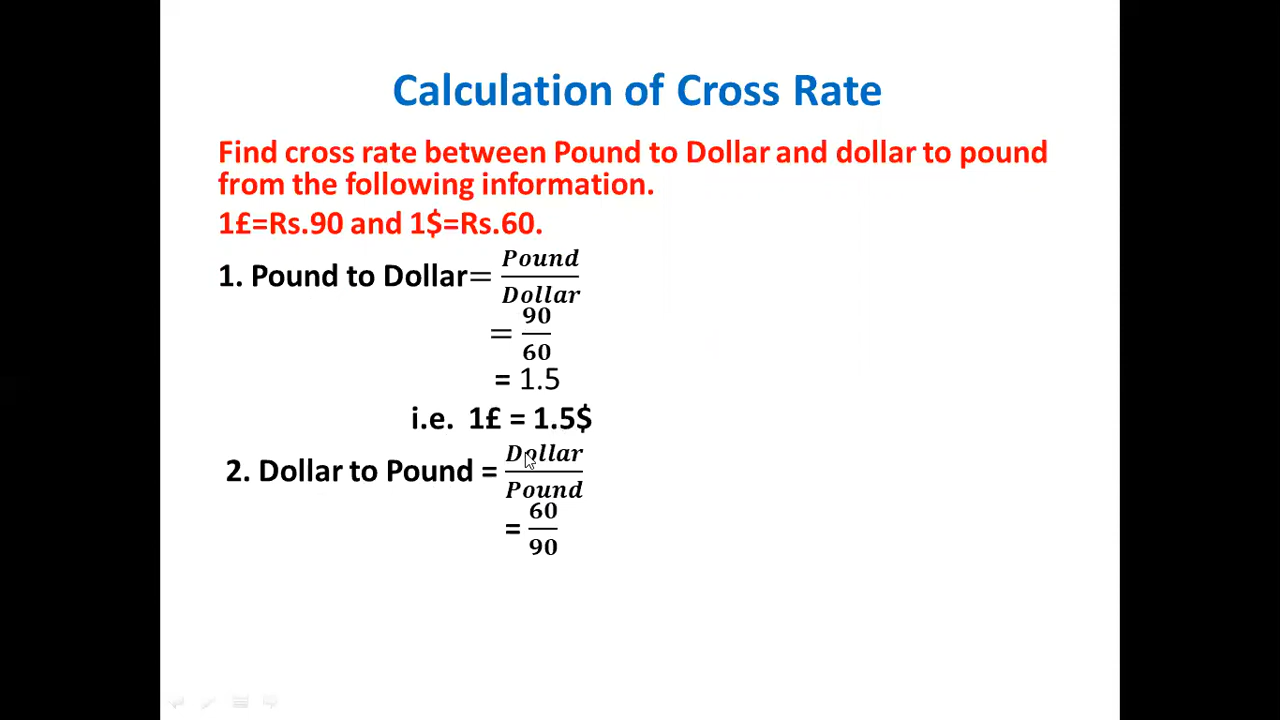 Calculation of Cross Rate
Find cross rate between Pound to Dollar and dollar to pound
from the following information.
1£=Rs.90 and 1$=Rs.60.
1. Pound to Dollar= Pound/Dollar
= 90/60
= 1.5
i.e. 1£ = 1.5$
2. Dollar to Pound = Dollar/Pound
= 60/90